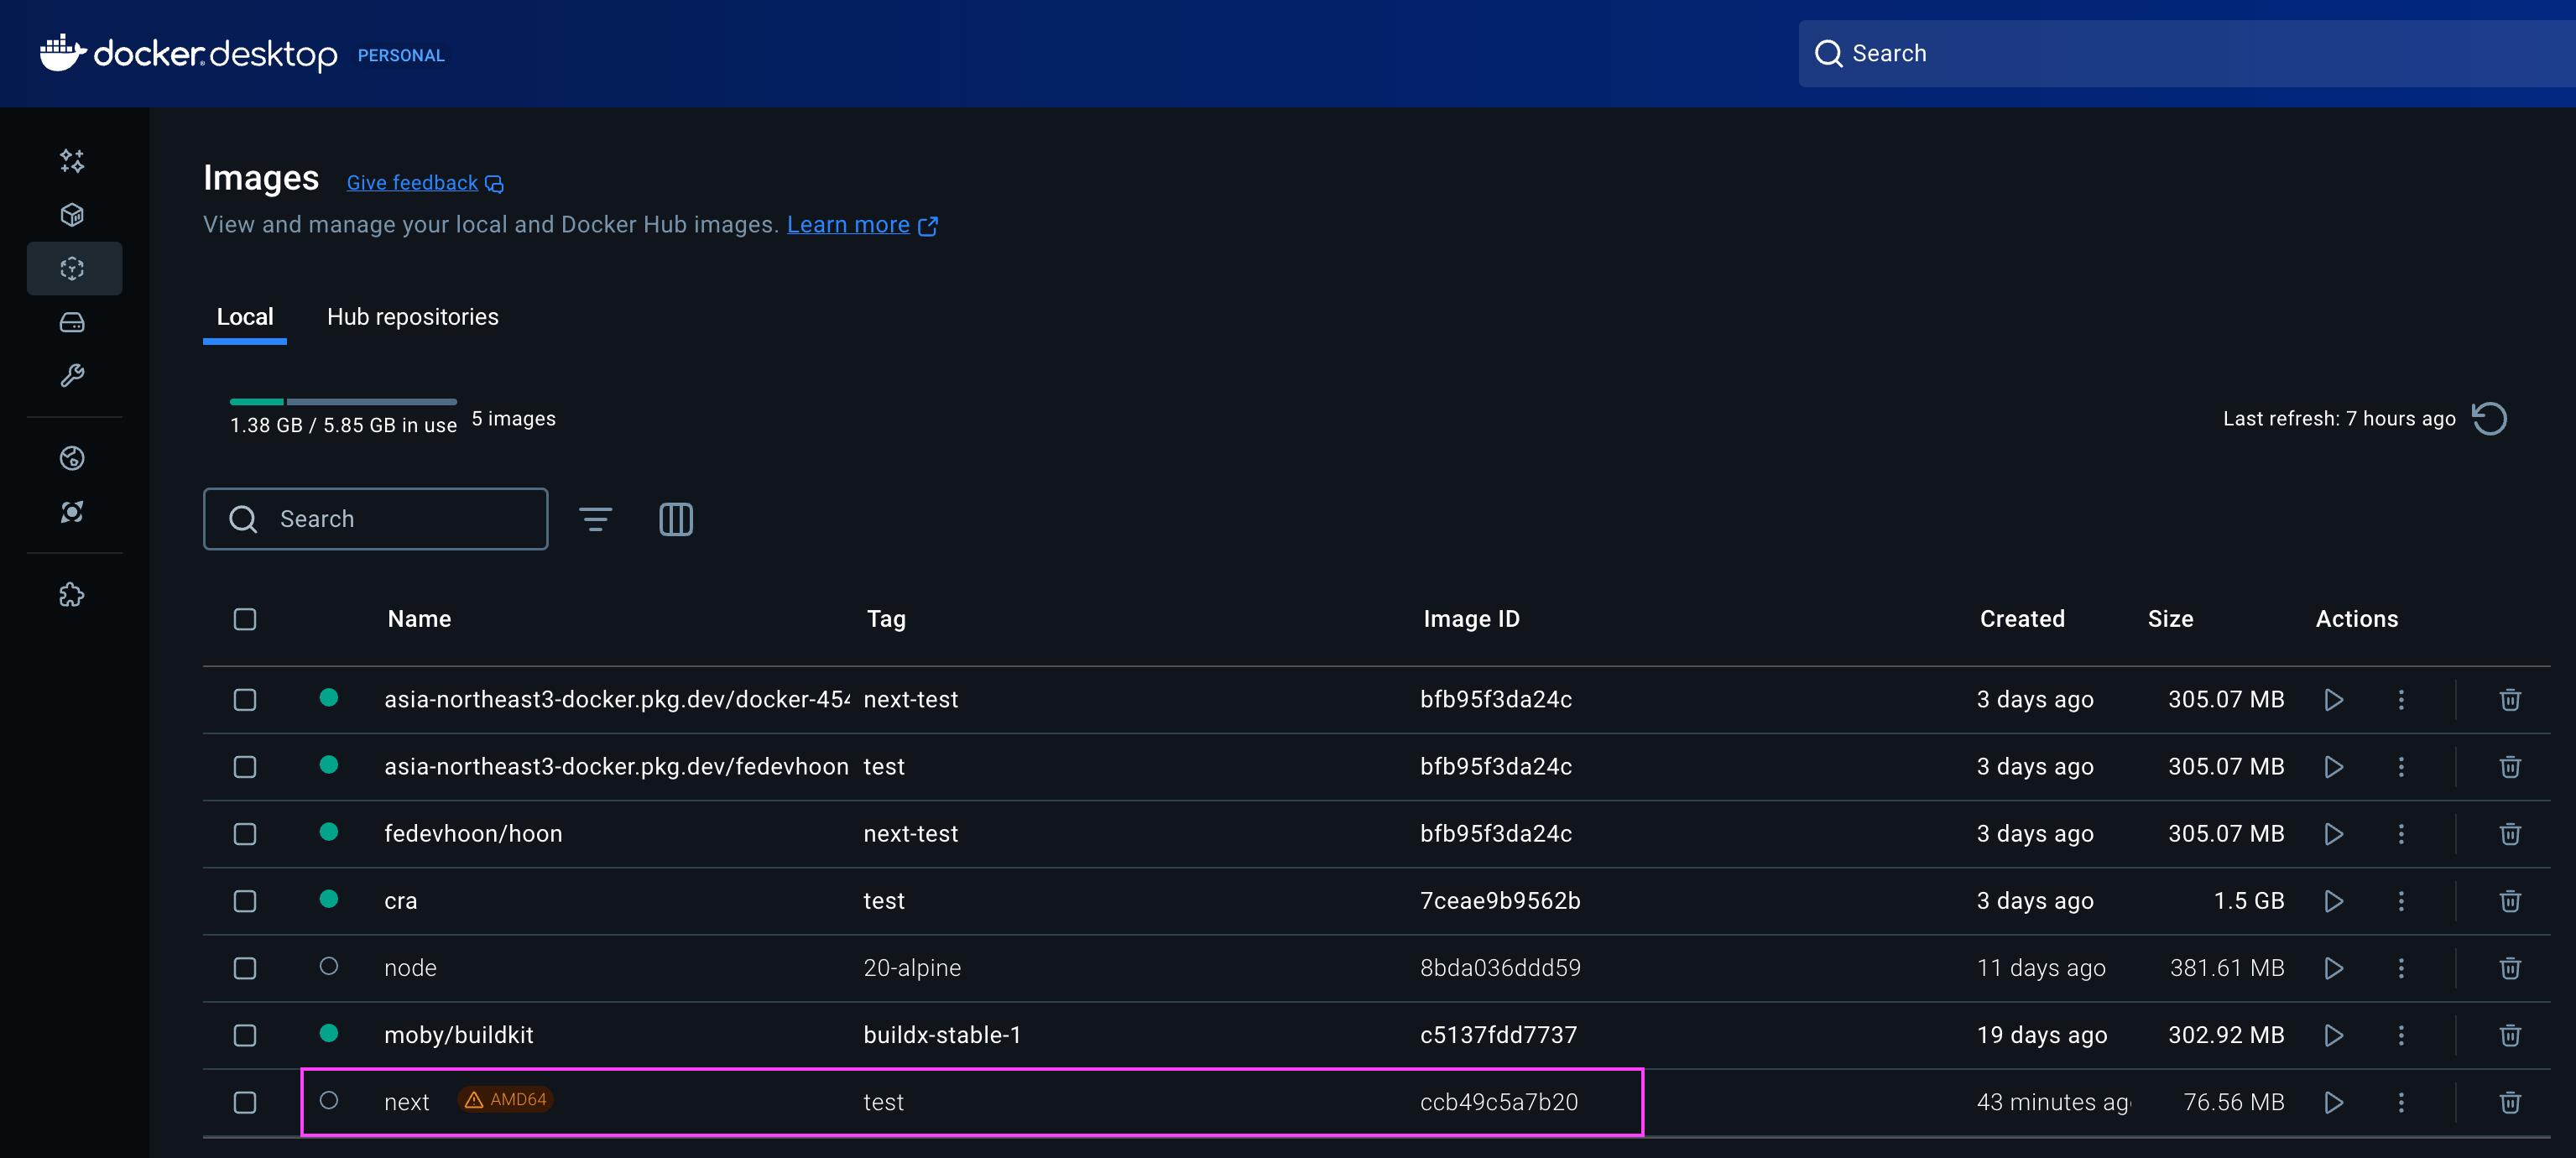 docker.desktop PERSONAL
Search
Images Give feedback
View and manage your local and Docker Hub images. Learn more
Local Hub repositories
1.38 GB / 5.85 GB in use 5 images
Last refresh: 7 hours ago
Search
Name Tag Image ID Created Size Actions
asia-northeast3-docker.pkg.dev/docker-454 next-test bfb95f3da24c 3 days ago 305.07 MB
asia-northeast3-docker.pkg.dev/fedevhoon test bfb95f3da24c 3 days ago 305.07 MB
fedevhoon/hoon next-test bfb95f3da24c 3 days ago 305.07 MB
cra test 7ceae9b9562b 3 days ago 1.5 GB
node 20-alpine 8bda036ddd59 11 days ago 381.61 MB
moby/buildkit buildx-stable-1 c5137fdd7737 19 days ago 302.92 MB
next AMD64 test ccb49c5a7b20 43 minutes ag 76.56 MB